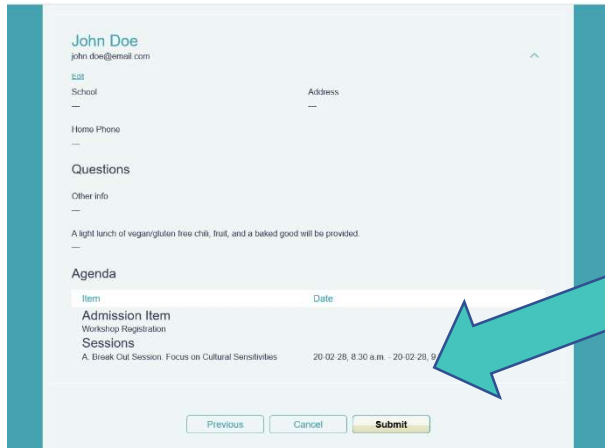 John Doe
john.doe@email.com
Edit
School Address
--- ---
Home Phone
---
Questions
Other info
---
A light lunch of vegan/gluten free chili, fruit, and a baked good will be provided.
---
Agenda
Item Date
Admission Item
Workshop Registration
Sessions
A. Break Out Session. Focus on Cultural Sensitivities 20-02-28, 8:30 a.m. - 20-02-28, 9
Previous Cancel Submit